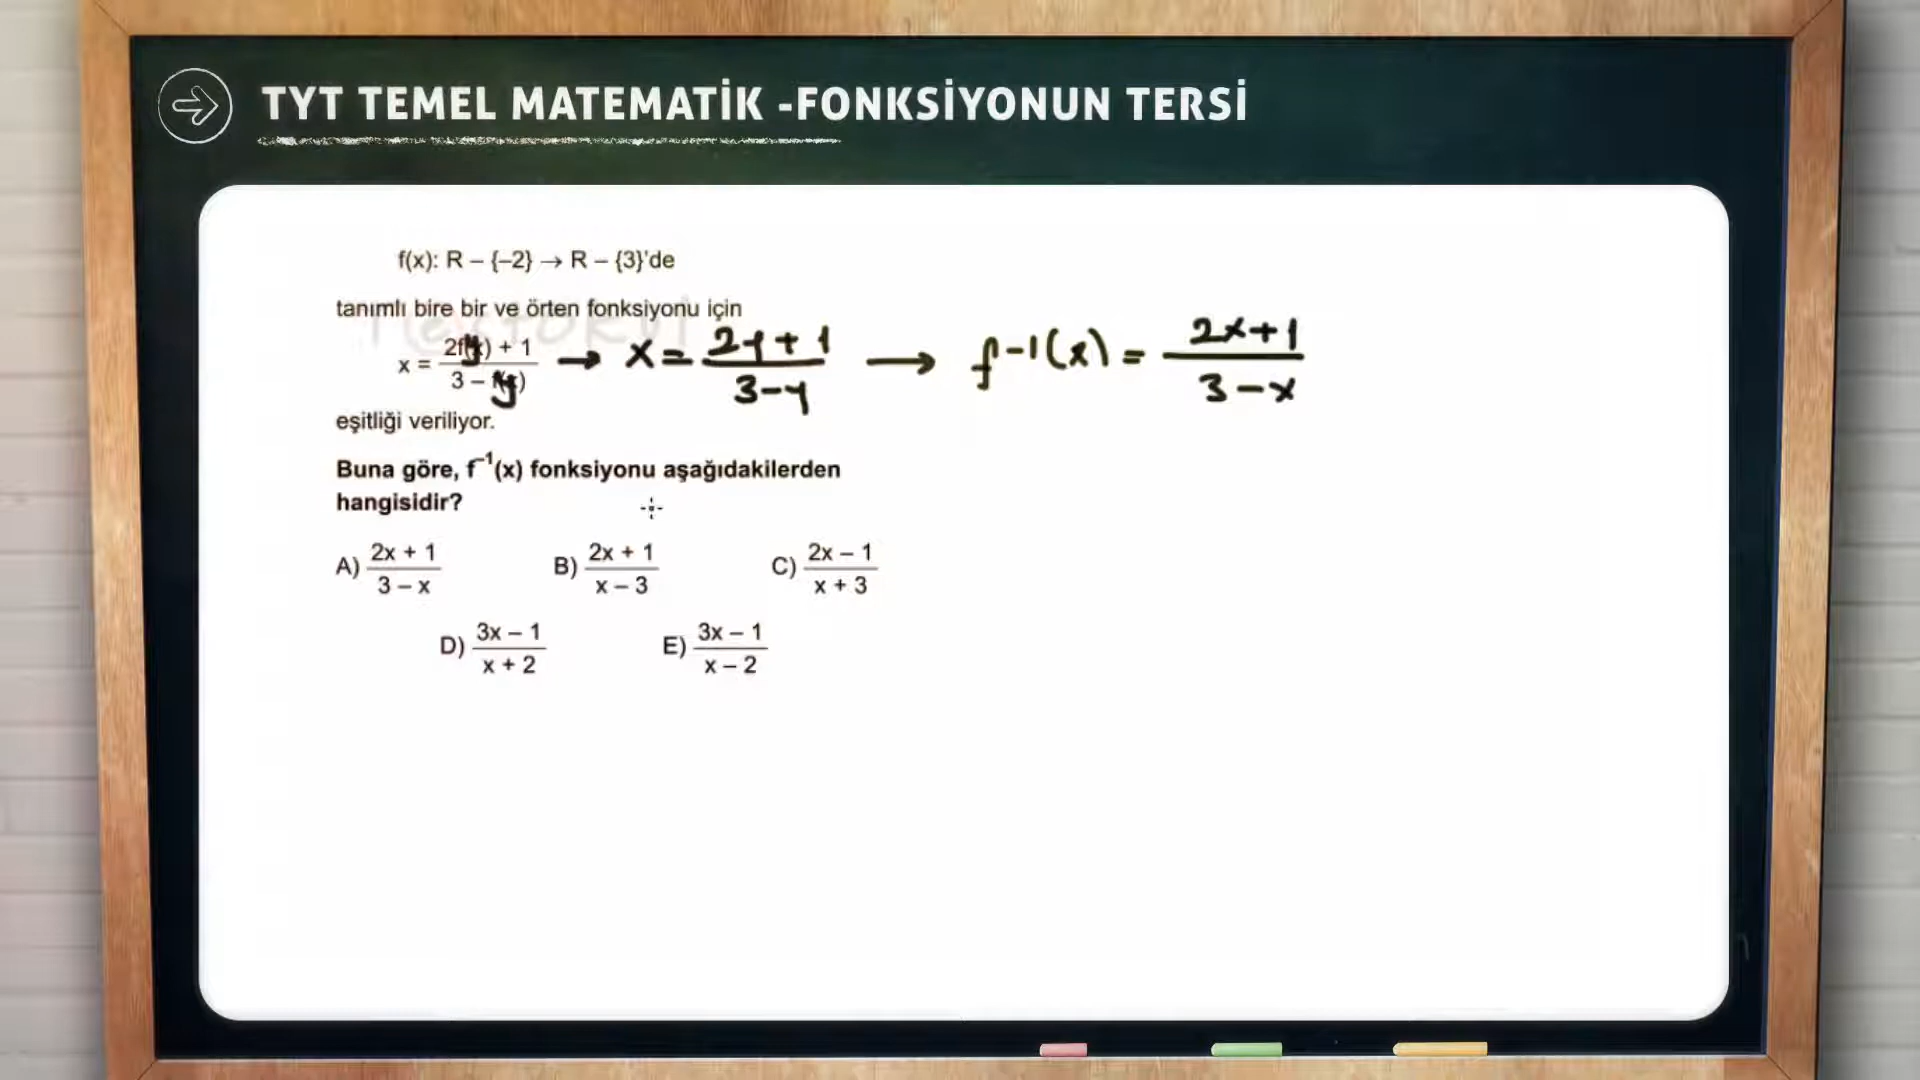 TYT TEMEL MATEMATİK -FONKSİYONUN TERSİ
f(x): R – {–2} → R – {3}'de
tanımlı bire bir ve örten fonksiyonu için
x = (2f(x) + 1)/(3 – f(x)) → x = (2y + 1)/(3 – y) → f⁻¹(x) = (2x + 1)/(3 – x)
y
y
eşitliği veriliyor.
Buna göre, f⁻¹(x) fonksiyonu aşağıdakilerden
hangisidir?
A) (2x + 1)/(3 – x) B) (2x + 1)/(x – 3) C) (2x – 1)/(x + 3)
D) (3x – 1)/(x + 2) E) (3x – 1)/(x – 2)